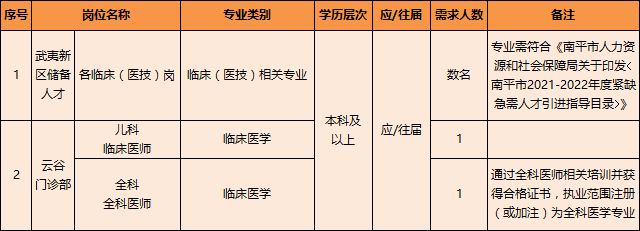 序号 岗位名称 专业类别 学历层次 应/往届 需求人数 备注
1
武夷新
区储备
人才
各临床（医技）岗
临床（医技）相关专业
本科及
以上
应/往届
数名
专业需符合《南平市人力资
源和社会保障局关于印发<
南平市2021-2022年度紧缺
急需人才引进指导目录>》
2
云谷
门诊部
儿科
临床医师
临床医学
1
全科
全科医师
临床医学
1
通过全科医师相关培训并获
得合格证书，执业范围注册
（或加注）为全科医学专业